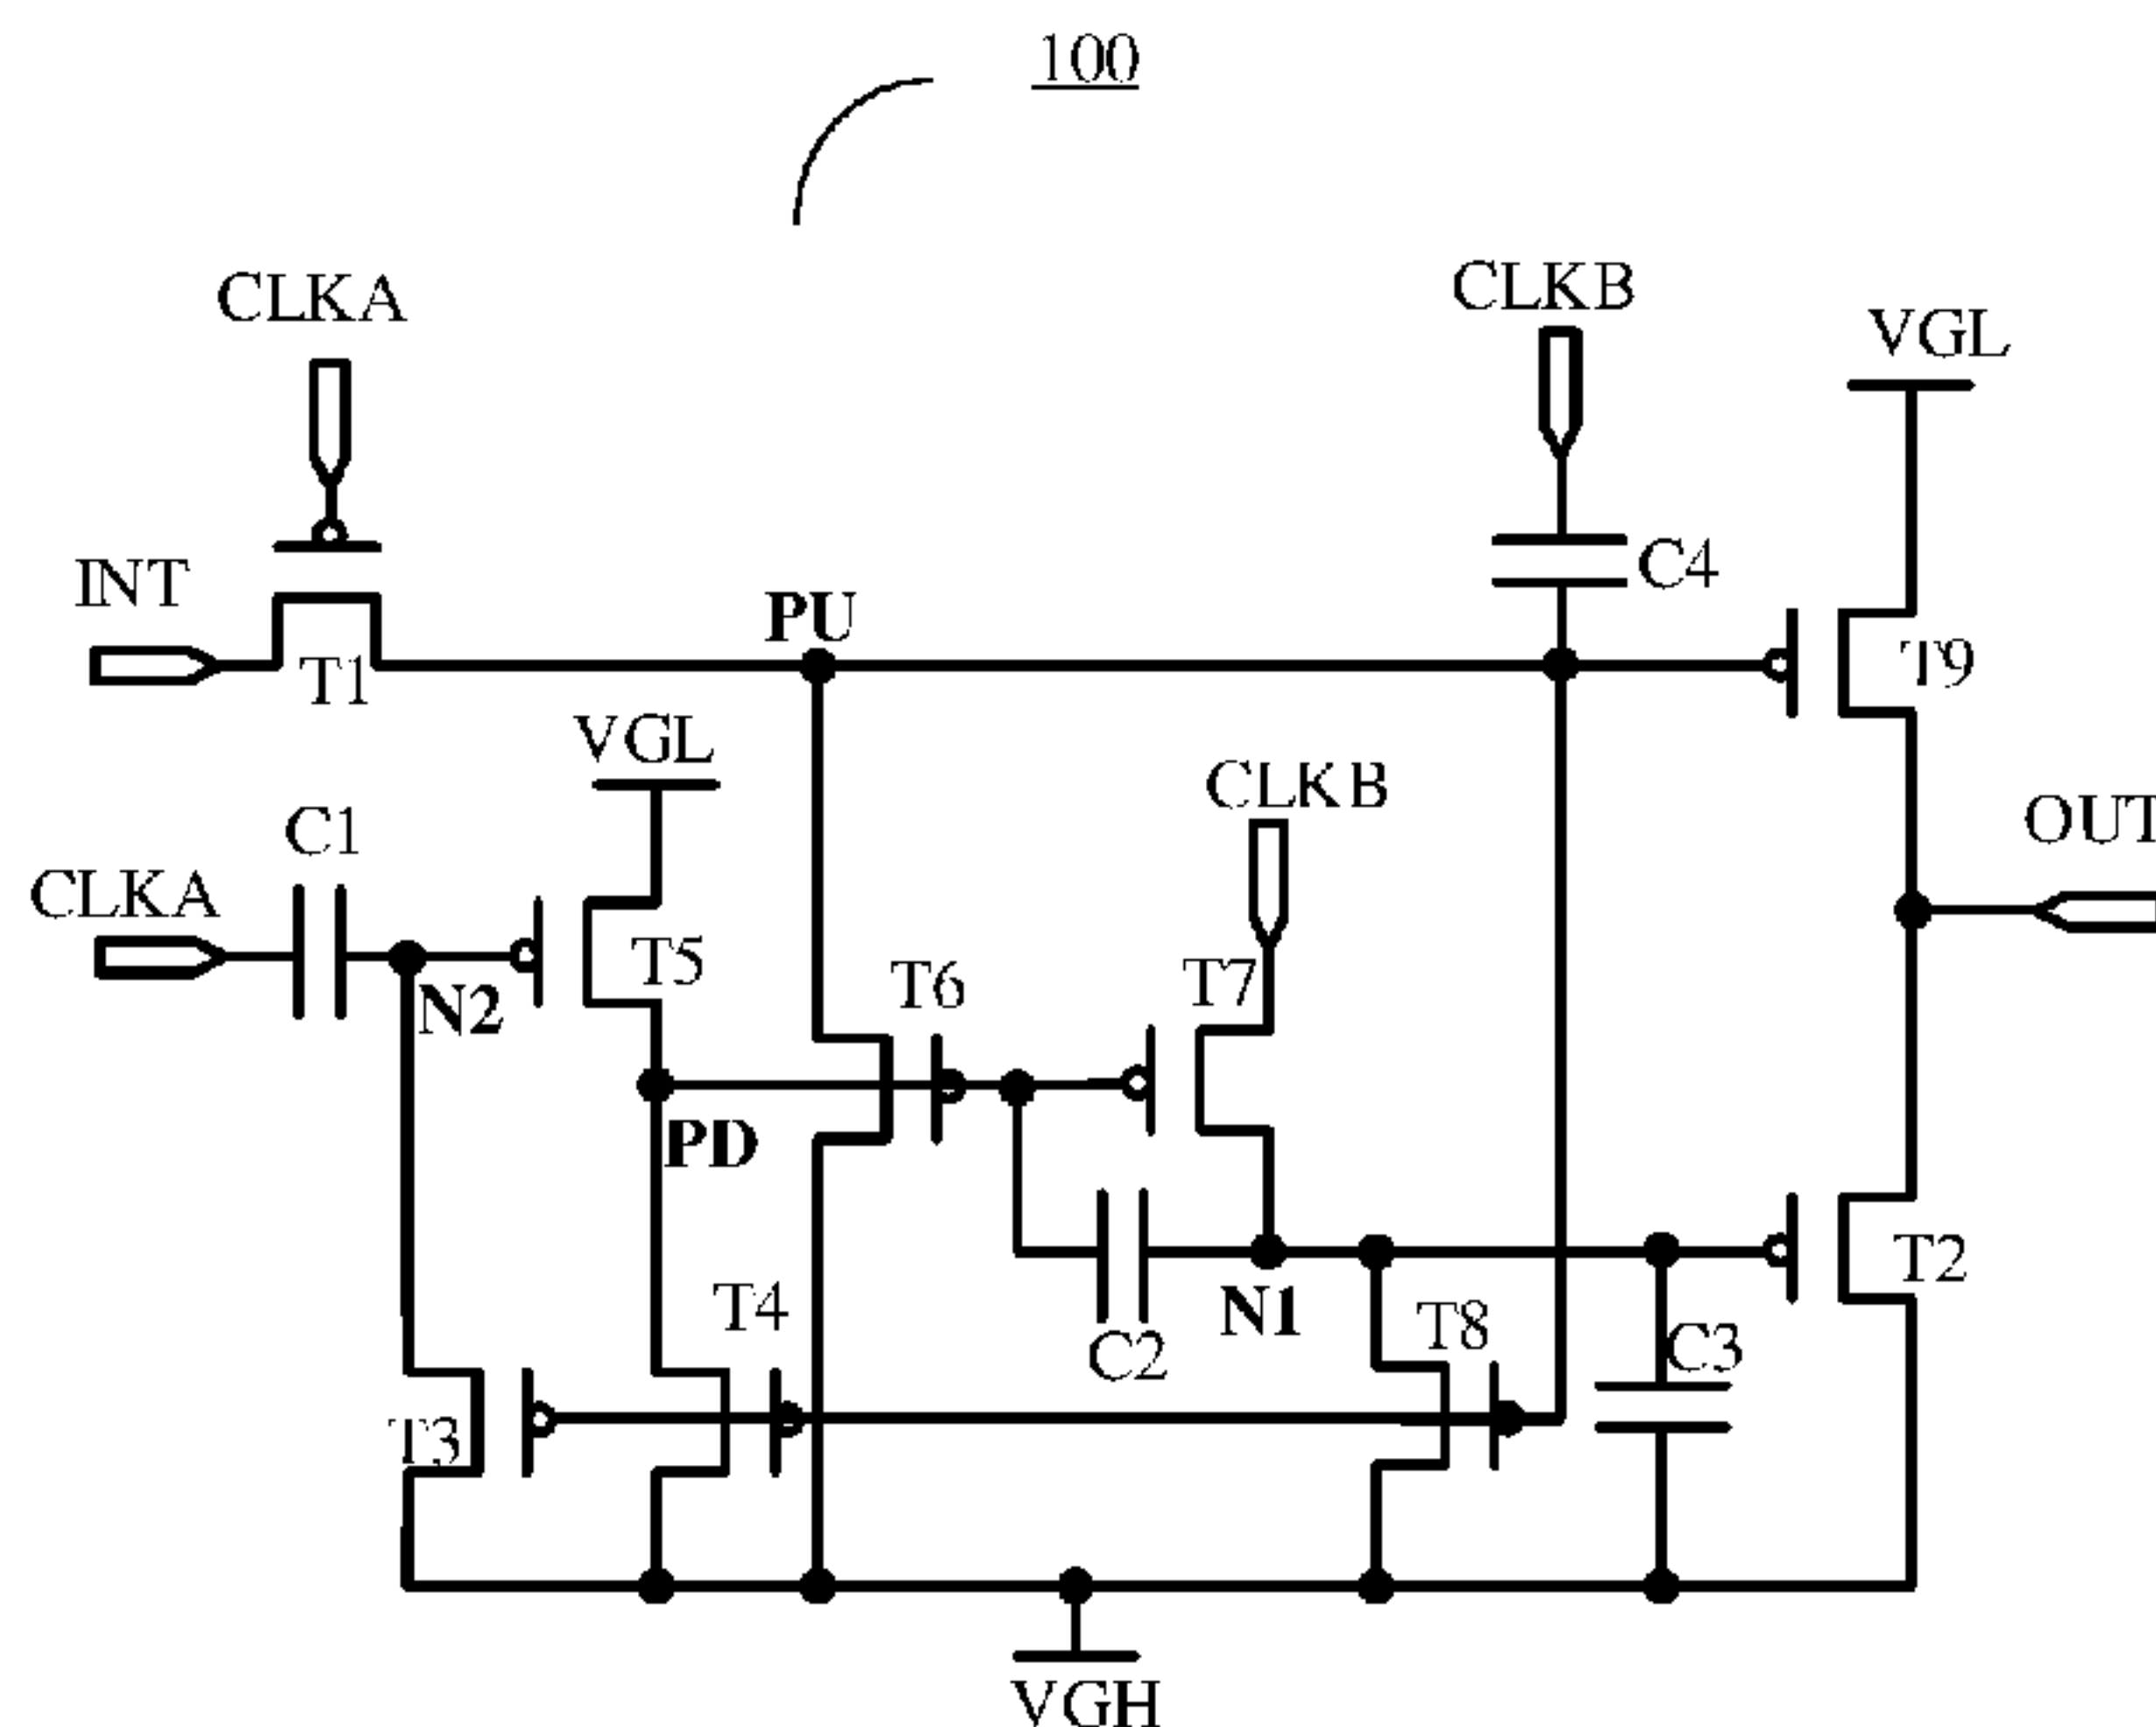 100
CLKA
CLKB
VGL
C4
INT
PU
T1
T9
VGL
CLKB
C1
OUT
CLKA
T5
T6
T7
N2
PD
T2
T4
N1
T8
C3
C2
T3
VGH